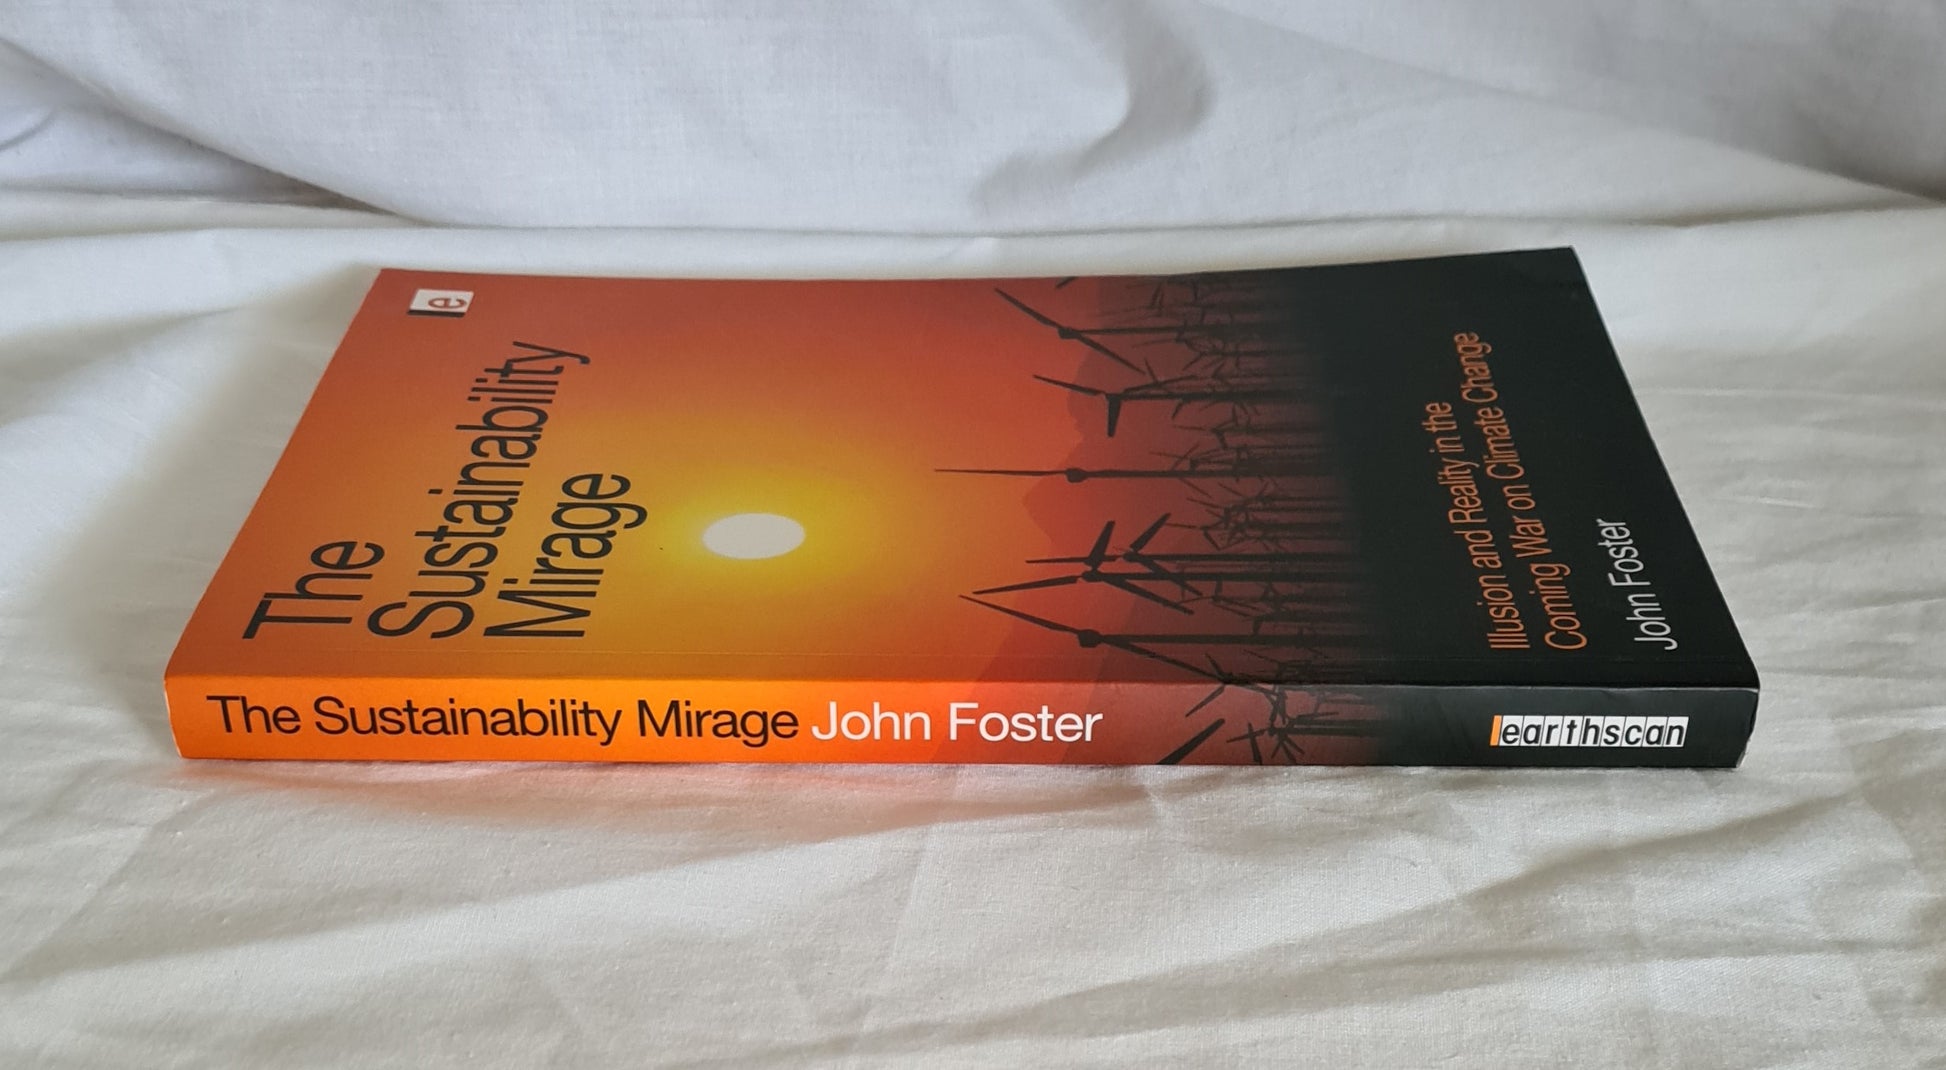 e
The
Sustainability
Mirage
Illusion and Reality in the
Coming War on Climate Change
John Foster
The Sustainability Mirage John Foster
earthscan